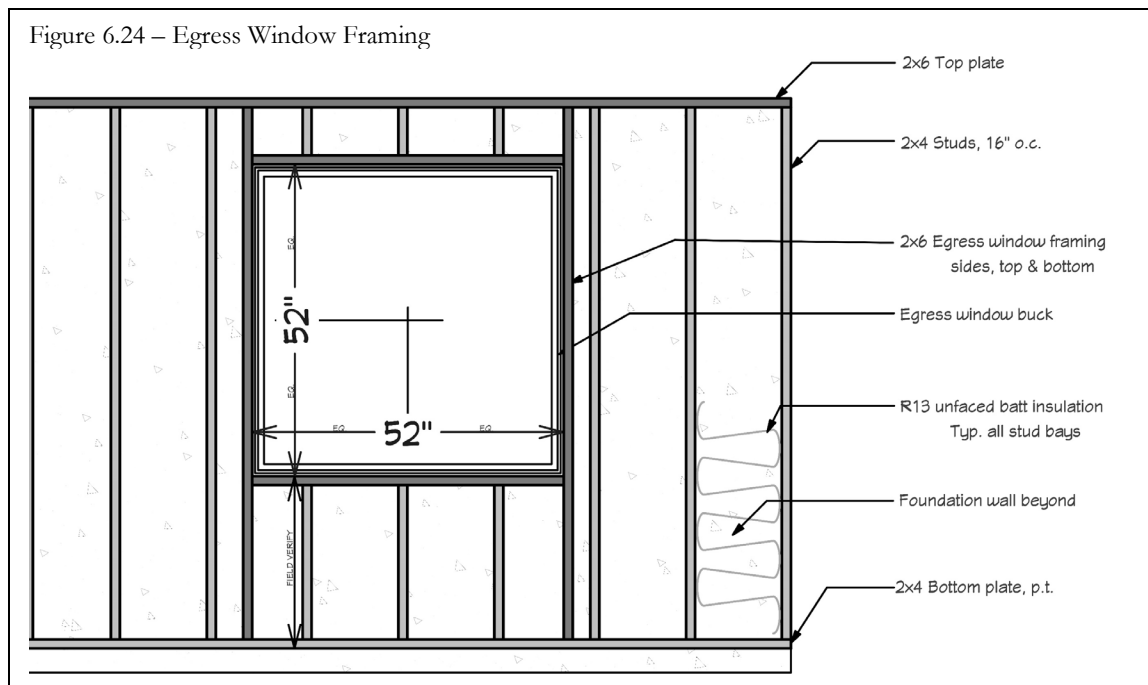 Figure 6.24 – Egress Window Framing
2x6 Top plate
2x4 Studs, 16" o.c.
2x6 Egress window framing
sides, top & bottom
Egress window buck
R13 unfaced batt insulation
Typ. all stud bays
Foundation wall beyond
2x4 Bottom plate, p.t.
EQ.
52"
EQ.
EQ.
52"
EQ.
FIELD VERIFY